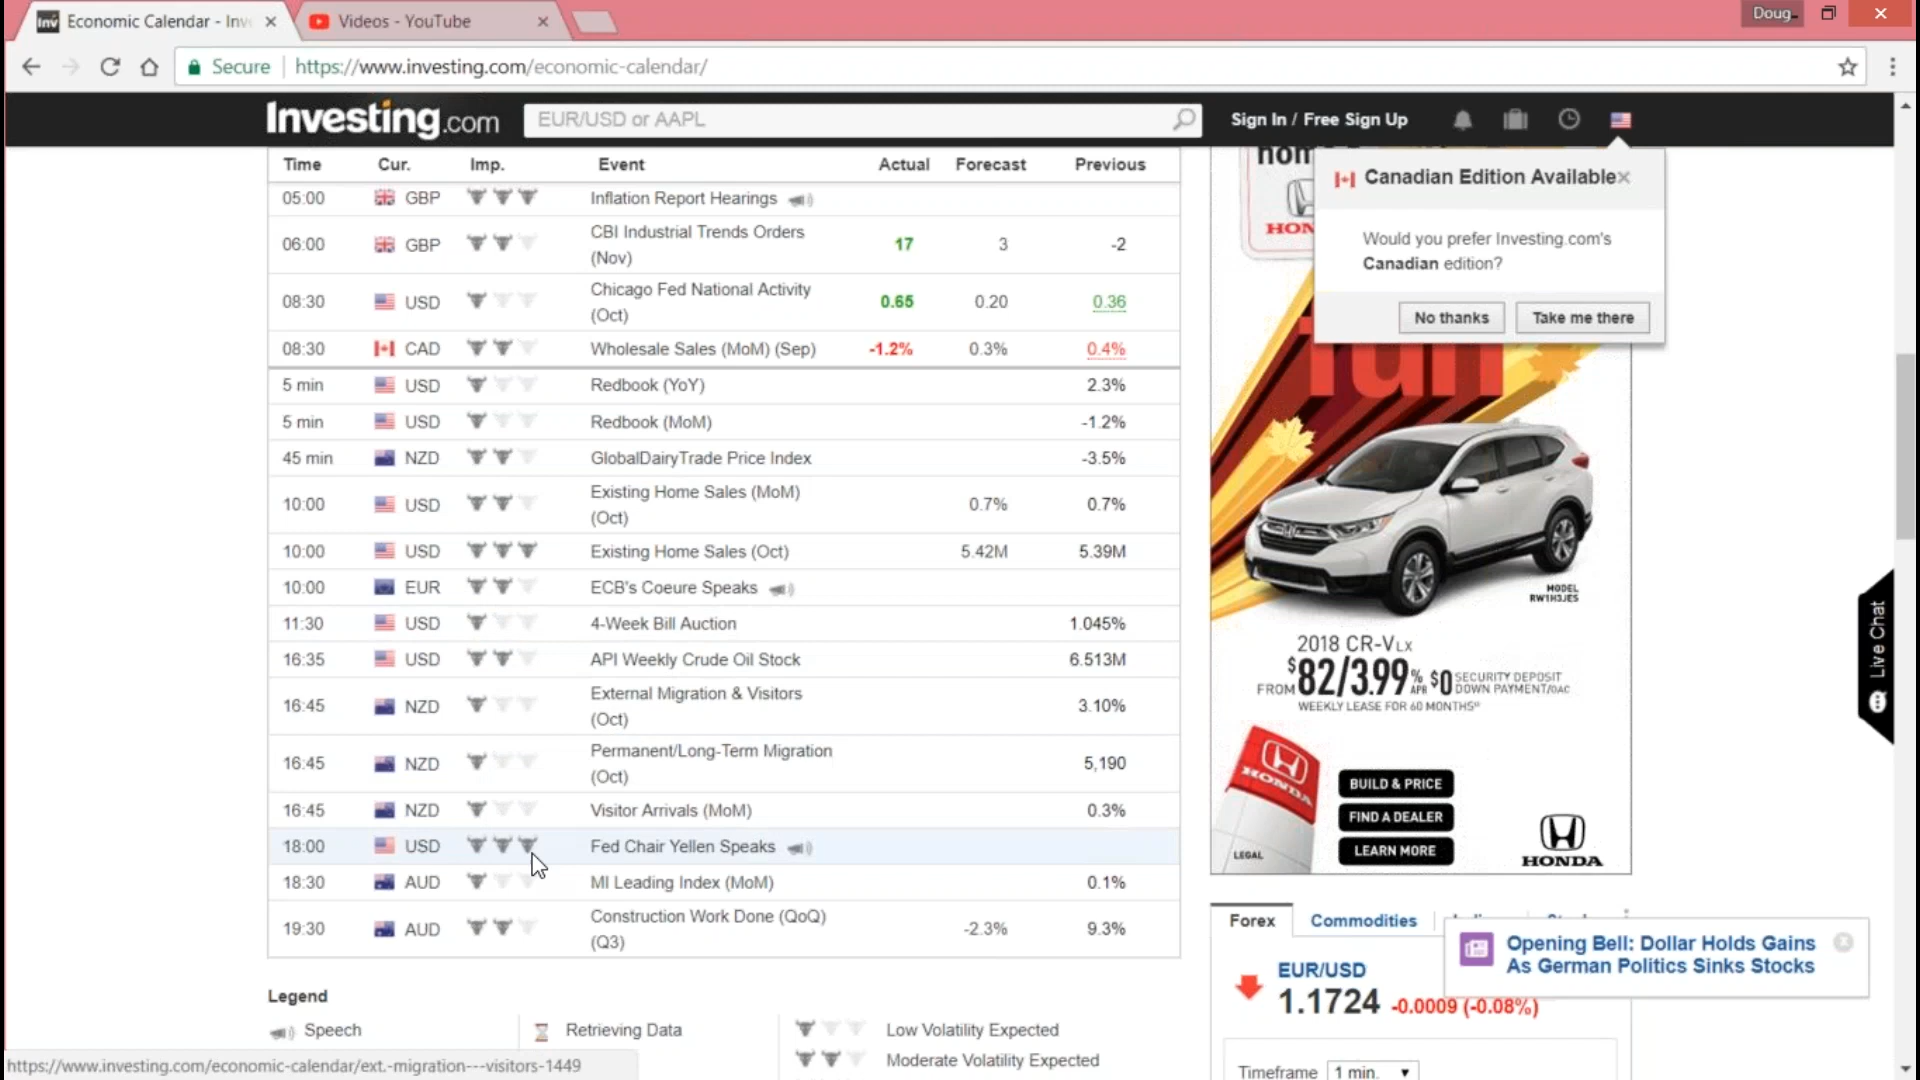 Economic Calendar - Inv
Videos - YouTube
Doug
Secure
https://www.investing.com/economic-calendar/
Investing.com
EUR/USD or AAPL
Sign In / Free Sign Up
Time Cur. Imp. Event Actual Forecast Previous
05:00 GBP Inflation Report Hearings
06:00 GBP CBI Industrial Trends Orders (Nov) 17 3 -2
08:30 USD Chicago Fed National Activity (Oct) 0.65 0.20 0.36
08:30 CAD Wholesale Sales (MoM) (Sep) -1.2% 0.3% 0.4%
5 min USD Redbook (YoY) 2.3%
5 min USD Redbook (MoM) -1.2%
45 min NZD GlobalDairyTrade Price Index -3.5%
10:00 USD Existing Home Sales (MoM) (Oct) 0.7% 0.7%
10:00 USD Existing Home Sales (Oct) 5.42M 5.39M
10:00 EUR ECB's Coeure Speaks
11:30 USD 4-Week Bill Auction 1.045%
16:35 USD API Weekly Crude Oil Stock 6.513M
16:45 NZD External Migration & Visitors (Oct) 3.10%
16:45 NZD Permanent/Long-Term Migration (Oct) 5,190
16:45 NZD Visitor Arrivals (MoM) 0.3%
18:00 USD Fed Chair Yellen Speaks
18:30 AUD MI Leading Index (MoM) 0.1%
19:30 AUD Construction Work Done (QoQ) (Q3) -2.3% 9.3%
Legend
Speech
Retrieving Data
Low Volatility Expected
Moderate Volatility Expected
https://www.investing.com/economic-calendar/ext.-migration---visitors-1449
Canadian Edition Available
Would you prefer Investing.com's
Canadian edition?
No thanks
Take me there
MODEL
RW1H3JES
2018 CR-V LX
FROM $82/3.99% APR $0 SECURITY DEPOSIT
DOWN PAYMENT/OAC
WEEKLY LEASE FOR 60 MONTHS
HONDA
BUILD & PRICE
FIND A DEALER
LEARN MORE
LEGAL
HONDA
Live Chat
Forex
Commodities
Opening Bell: Dollar Holds Gains
As German Politics Sinks Stocks
EUR/USD
1.1724 -0.0009 (-0.08%)
Timeframe 1 min.